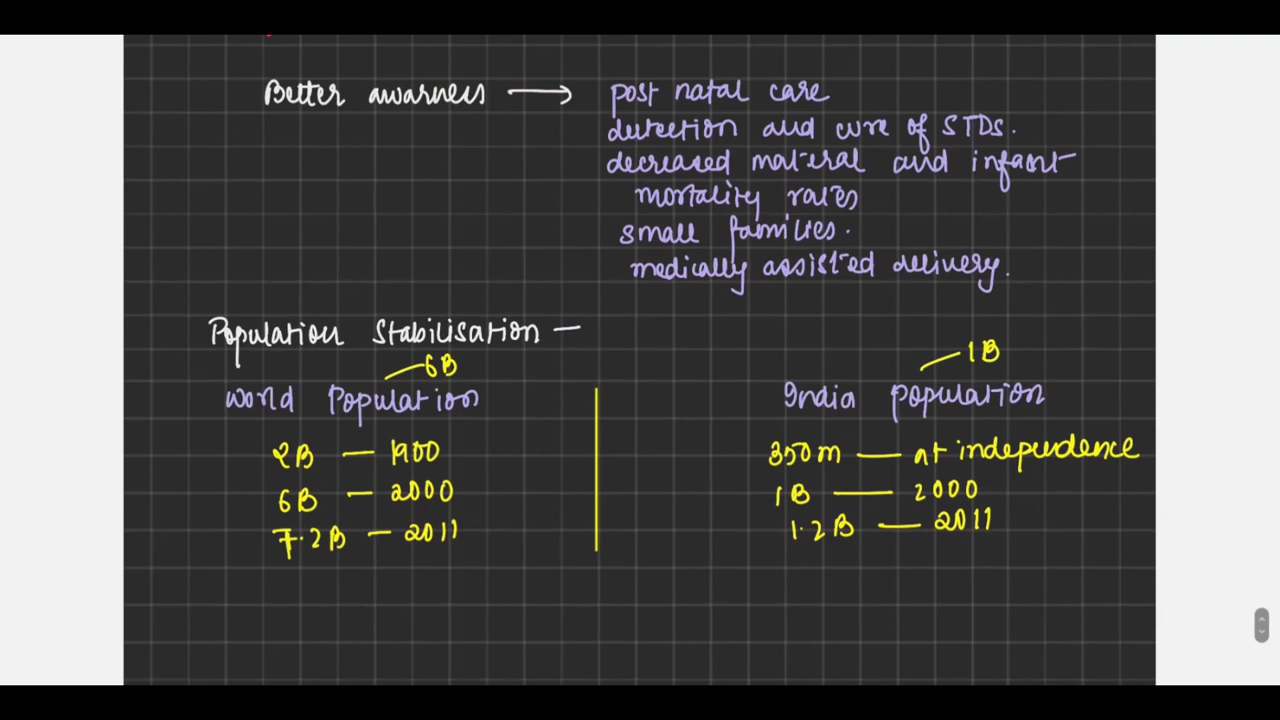 Better awarness ⟶ post natal care
detection and cure of STDs.
decreased materal and infant
mortality rates
small families.
medically assisted delivery.
Population Stabilisation —
6B
World Population
2B — 1900
6B — 2000
7.2B — 2011
1B
India population
350m — at independence
1B — 2000
1.2B — 2011